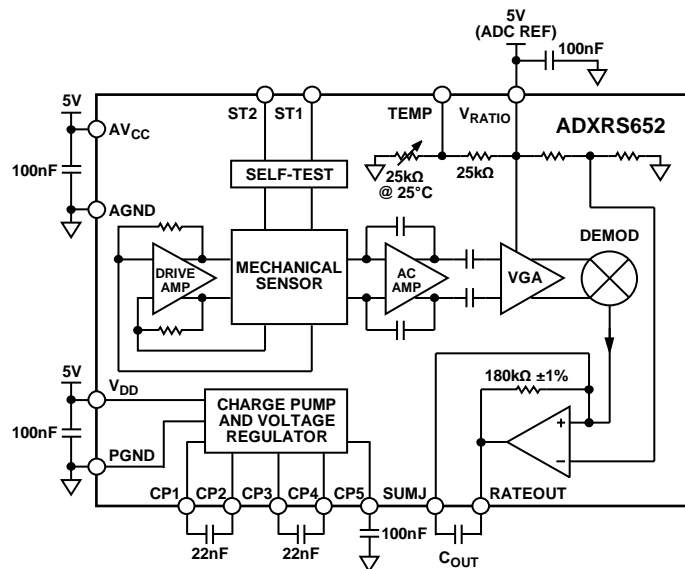 5V
(ADC REF)
100nF
5V
ST2
ST1
TEMP
VRATIO
ADXRS652
AVCC
100nF
SELF-TEST
25kΩ
@ 25°C
25kΩ
AGND
DEMOD
DRIVE
AMP
MECHANICAL
SENSOR
AC
AMP
VGA
5V
VDD
180kΩ ±1%
CHARGE PUMP
AND VOLTAGE
REGULATOR
100nF
+
–
PGND
CP1
CP2
CP3
CP4
CP5
SUMJ
RATEOUT
22nF
22nF
100nF
COUT